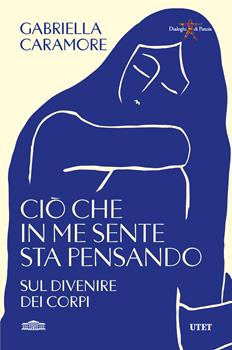 GABRIELLA
CARAMORE
Dialoghi di Pistoia
CIÒ CHE
IN ME SENTE
STA PENSANDO
SUL DIVENIRE
DEI CORPI
UTET